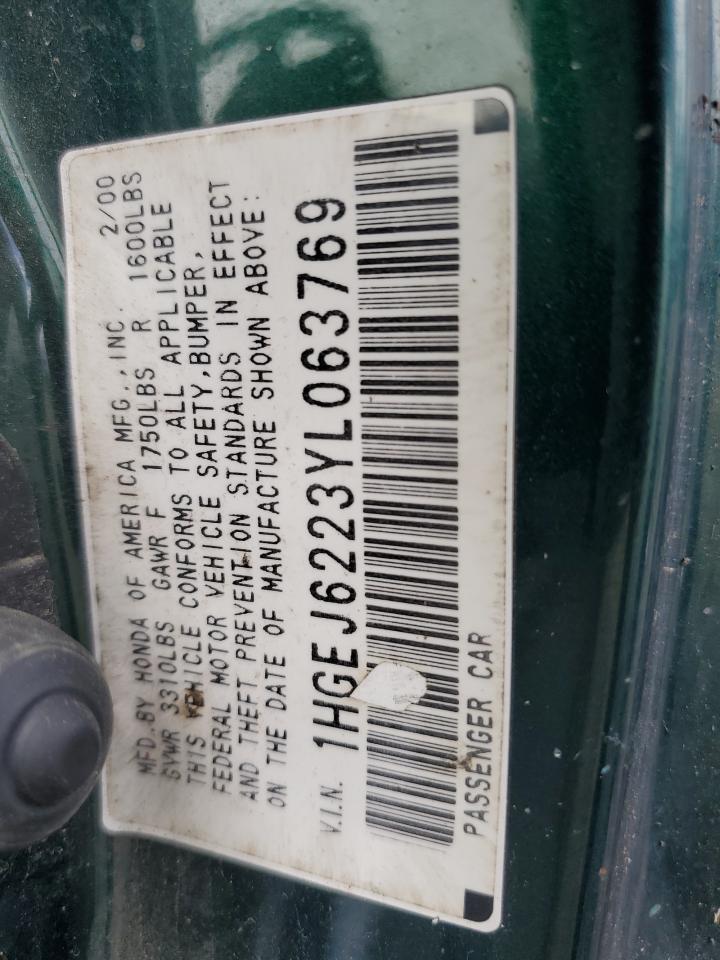 MFD. BY HONDA OF AMERICA MFG., INC. 2/00
GVWR 3310LBS GAWR F 1750LBS R 1600LBS
THIS VEHICLE CONFORMS TO ALL APPLICABLE
FEDERAL MOTOR VEHICLE SAFETY, BUMPER,
AND THEFT PREVENTION STANDARDS IN EFFECT
ON THE DATE OF MANUFACTURE SHOWN ABOVE:
V.I.N. 1HGEJ6223YL063769
PASSENGER CAR